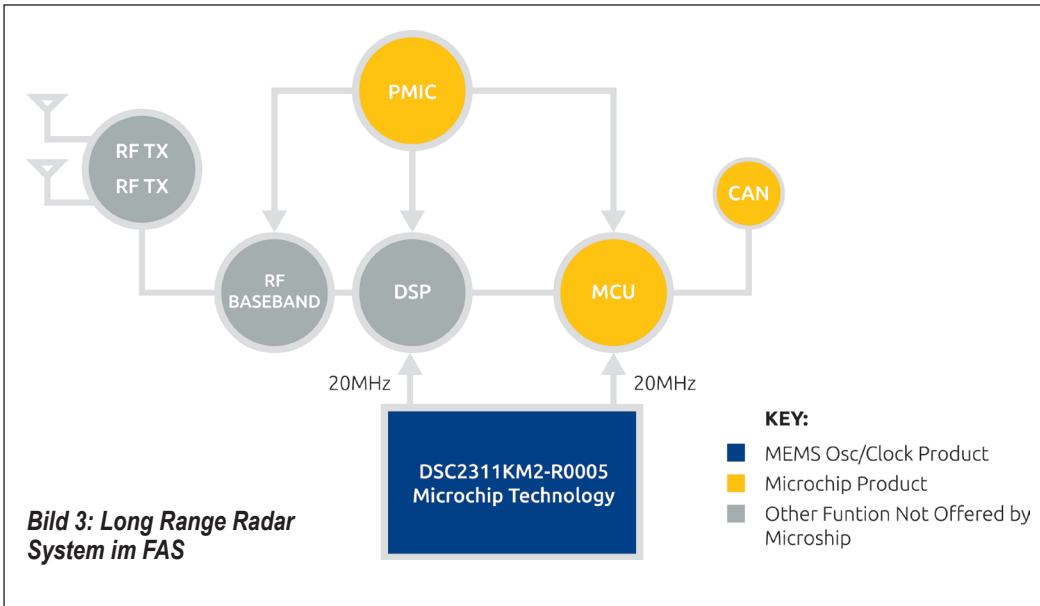 PMIC
RF TX
RF TX
CAN
RF
BASEBAND
DSP
MCU
20MHz
20MHz
DSC2311KM2-R0005
Microchip Technology
KEY:
MEMS Osc/Clock Product
Microchip Product
Other Funtion Not Offered by
Microship
Bild 3: Long Range Radar
System im FAS